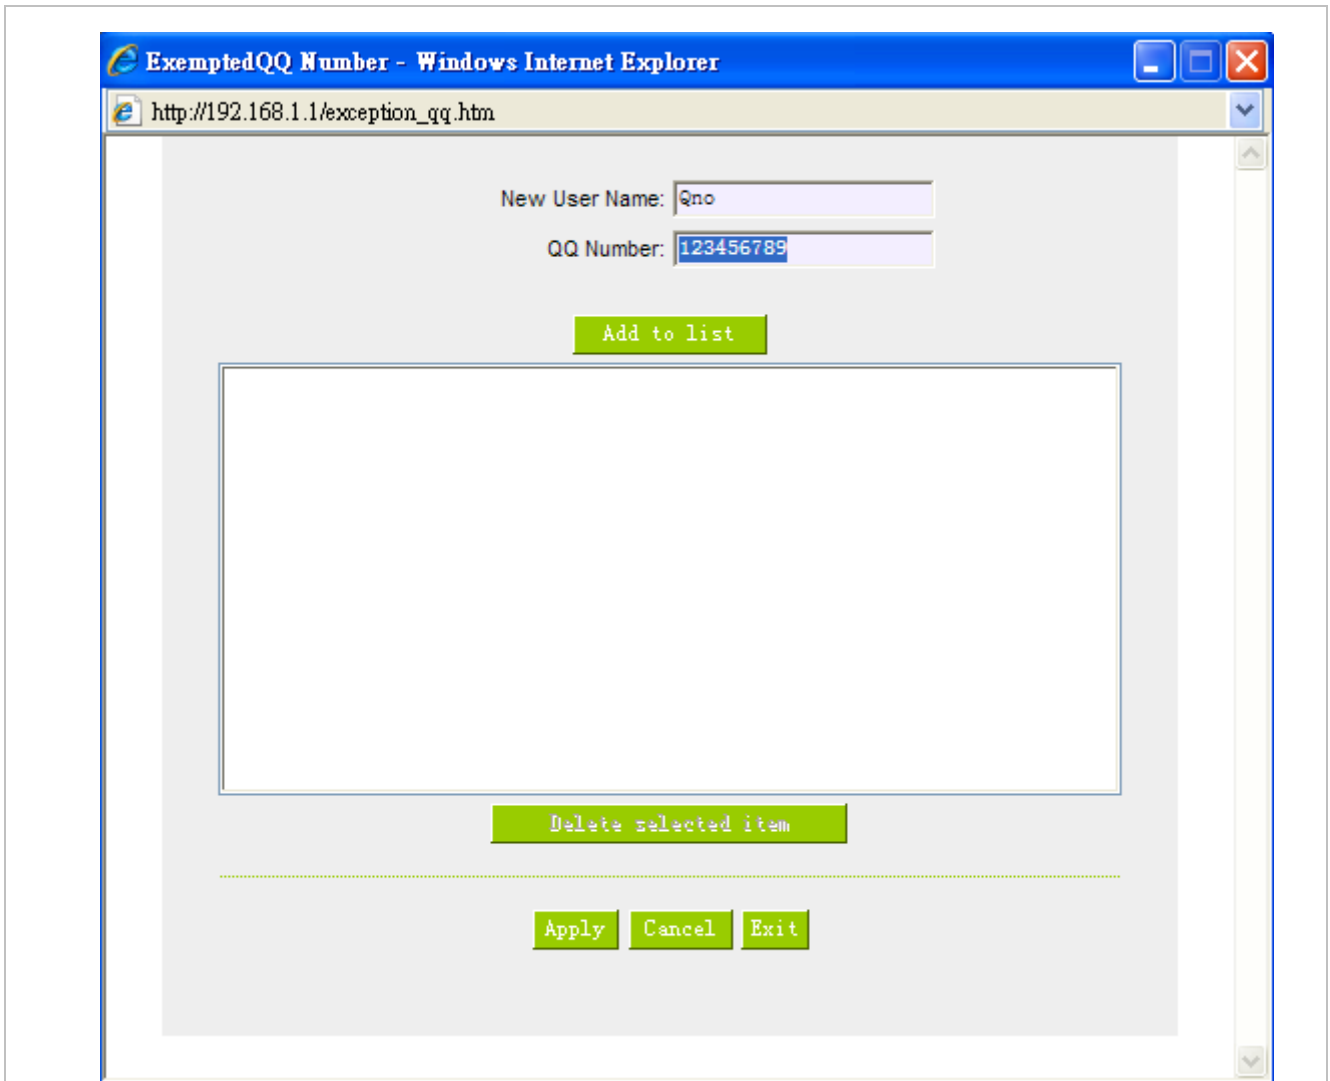 ExemptedQQ Number - Windows Internet Explorer
http://192.168.1.1/exception_qq.htm
New User Name: Qno
QQ Number: 123456789
Add to list
Delete selected item
Apply Cancel Exit